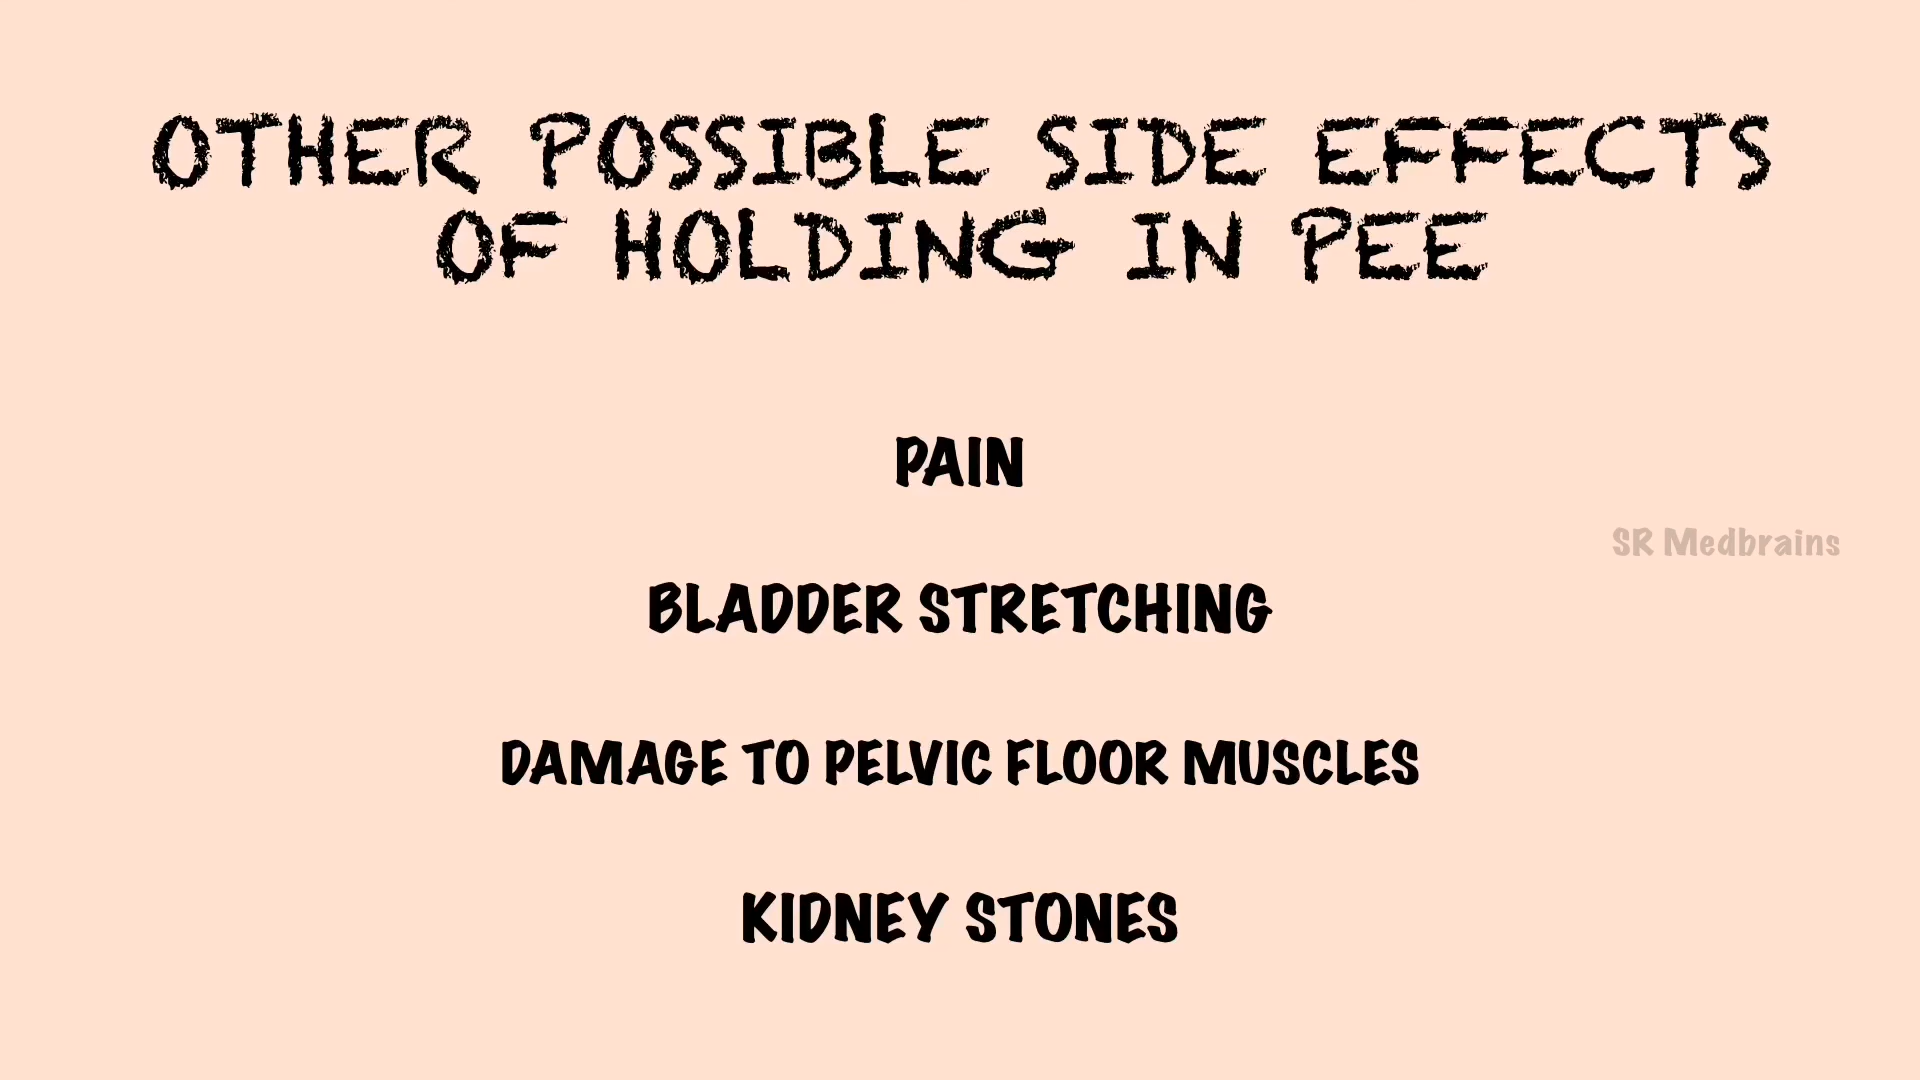 OTHER POSSIBLE SIDE EFFECTS
OF HOLDING IN PEE
PAIN
SR Medbrains
BLADDER STRETCHING
DAMAGE TO PELVIC FLOOR MUSCLES
KIDNEY STONES